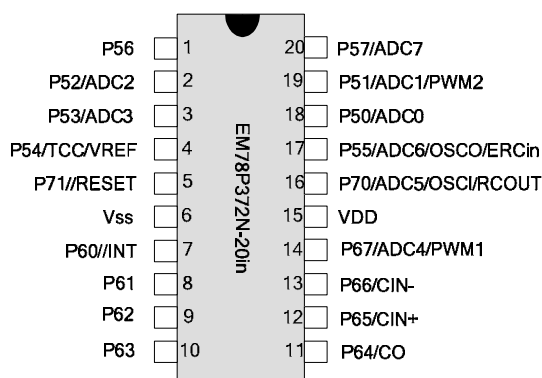 P56 1 20 P57/ADC7
P52/ADC2 2 19 P51/ADC1/PWM2
P53/ADC3 3 18 P50/ADC0
P54/TCC/VREF 4 17 P55/ADC6/OSCO/ERCin
P71//RESET 5 16 P70/ADC5/OSCI/RCOUT
Vss 6 15 VDD
P60//INT 7 14 P67/ADC4/PWM1
P61 8 13 P66/CIN-
P62 9 12 P65/CIN+
P63 10 11 P64/CO
EM78P372N-20in